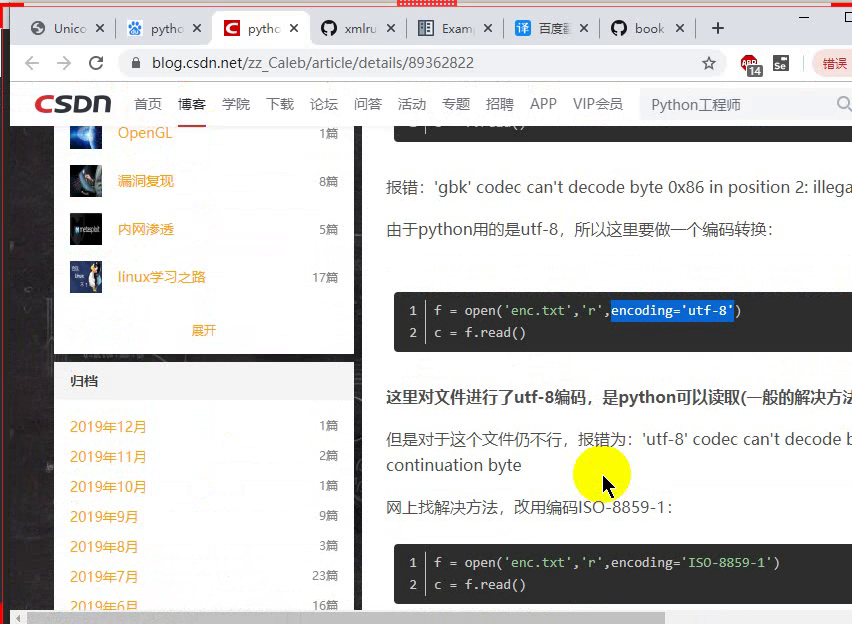 Unico
pytho
pytho
xmlru
Exam
百度
book
blog.csdn.net/zz_Caleb/article/details/89362822
ABP
14
Se
错误
CSDN 首页 博客 学院 下载 论坛 问答 活动 专题 招聘 APP VIP会员 Python工程师
OpenGL 1篇
漏洞复现 8篇
内网渗透 5篇
linux学习之路 17篇
展开
归档
2019年12月 1篇
2019年11月 2篇
2019年10月 1篇
2019年9月 9篇
2019年8月 3篇
2019年7月 23篇
2019年6月 16篇
报错：'gbk' codec can't decode byte 0x86 in position 2: illega
由于python用的是utf-8，所以这里要做一个编码转换：
1 f = open('enc.txt','r',encoding='utf-8')
2 c = f.read()
这里对文件进行了utf-8编码，是python可以读取(一般的解决方法
但是对于这个文件仍不行，报错为：'utf-8' codec can't decode b
continuation byte
网上找解决方法，改用编码ISO-8859-1：
1 f = open('enc.txt','r',encoding='ISO-8859-1')
2 c = f.read()